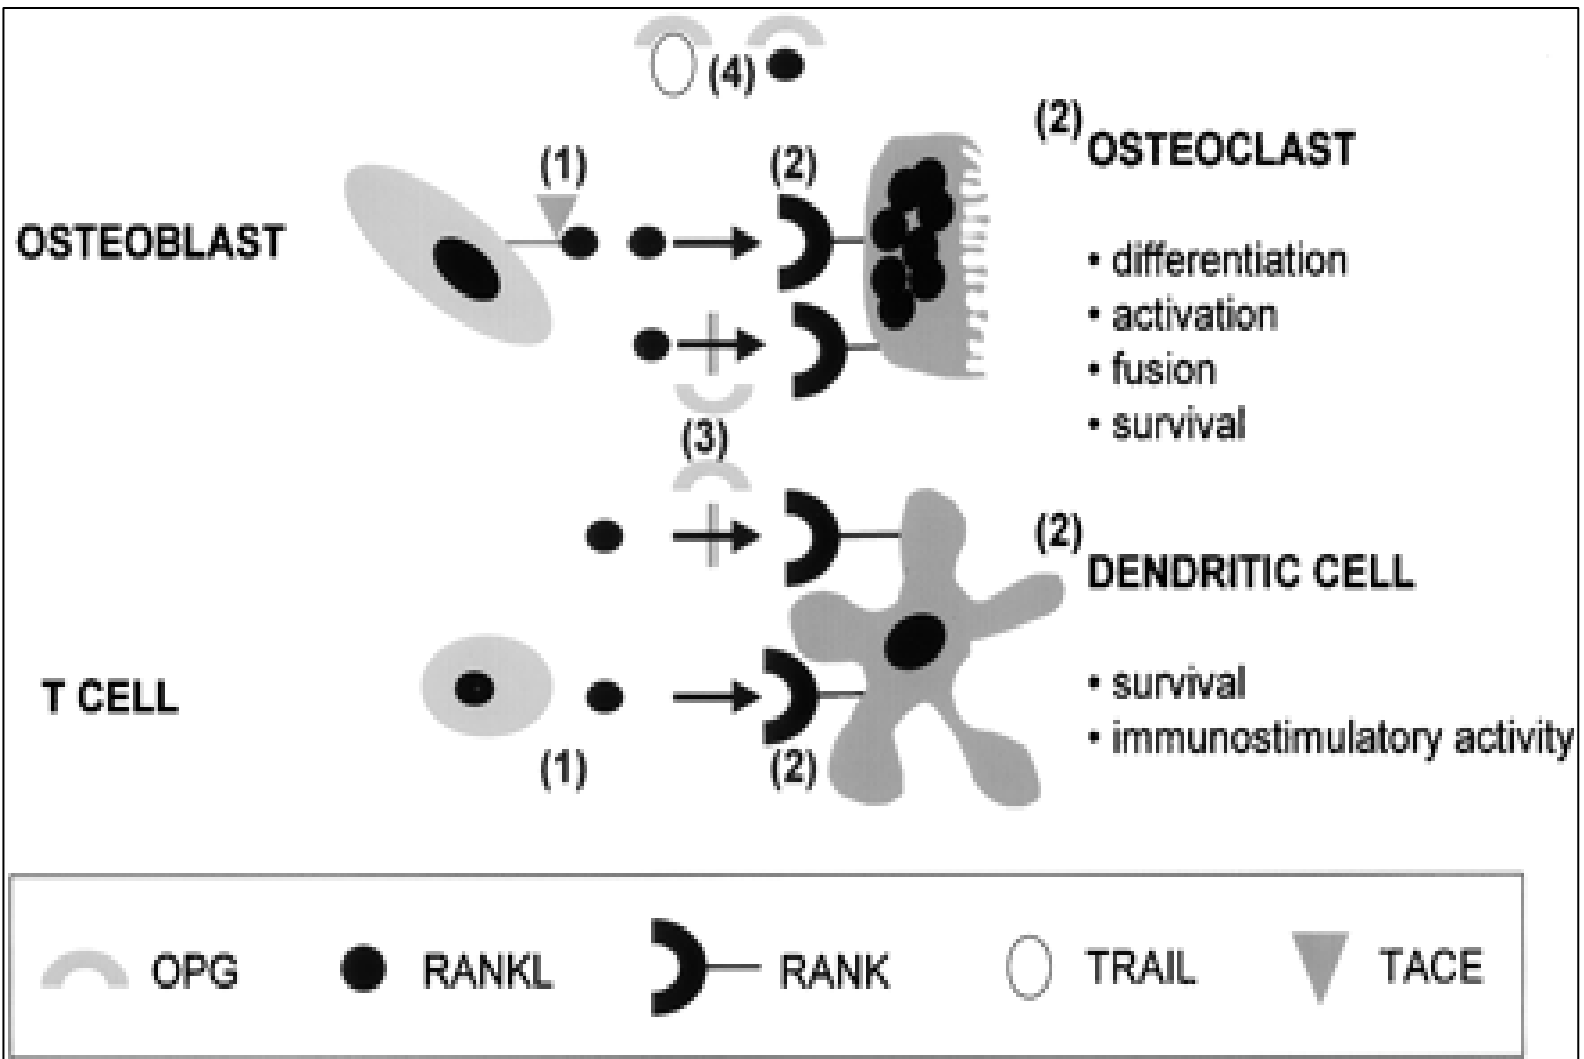 (4)
(2) OSTEOCLAST
(1)
(2)
OSTEOBLAST
• differentiation
• activation
• fusion
• survival
(3)
(2) DENDRITIC CELL
T CELL
• survival
• immunostimulatory activity
(1)
(2)
OPG RANKL RANK TRAIL TACE